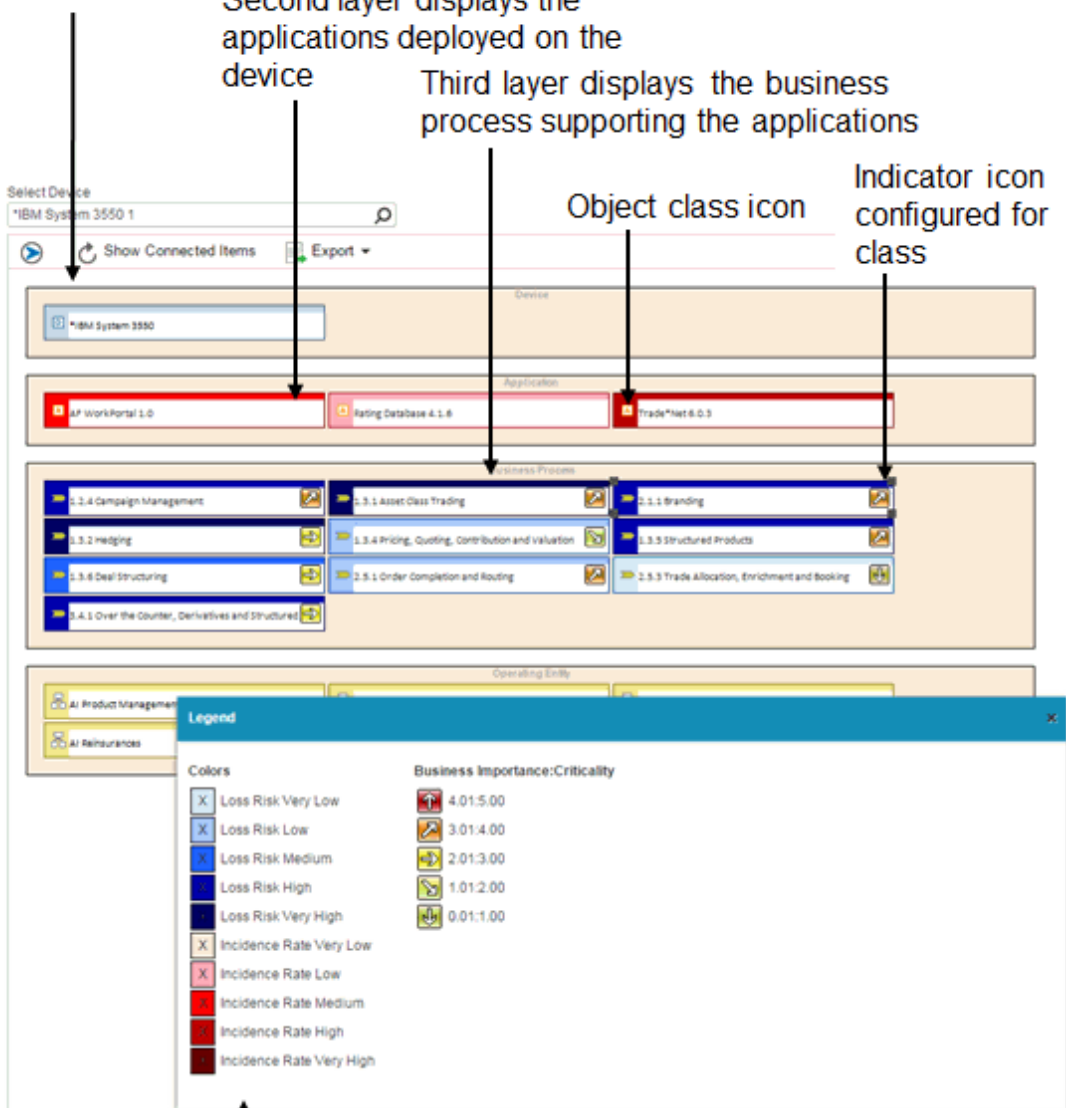 Second layer displays the
applications deployed on the
device
Third layer displays the business
process supporting the applications
Object class icon
Indicator icon
configured for
class
Select Device
*IBM System 3550 1
Show Connected Items
Export
Device
*IBM System 3550
Application
AF WorkPortal 1.0
Rating Database 4.1.6
Trade*Net 6.0.3
Business Process
1.2.4 Campaign Management
1.3.1 Asset Class Trading
2.1.1 Branding
1.3.2 Hedging
1.3.4 Pricing, Quoting, Contribution and Valuation
1.3.5 Structured Products
1.3.6 Deal Structuring
2.5.1 Order Completion and Routing
2.5.3 Trade Allocation, Enrichment and Booking
3.4.1 Over the Counter, Derivatives and Structured
Operating Entity
AI Product Managemen
AI Reinsurances
Legend
Colors
Business Importance:Criticality
X Loss Risk Very Low
4.01:5.00
X Loss Risk Low
3.01:4.00
X Loss Risk Medium
2.01:3.00
X Loss Risk High
1.01:2.00
Loss Risk Very High
0.01:1.00
X Incidence Rate Very Low
X Incidence Rate Low
X Incidence Rate Medium
X Incidence Rate High
Incidence Rate Very High